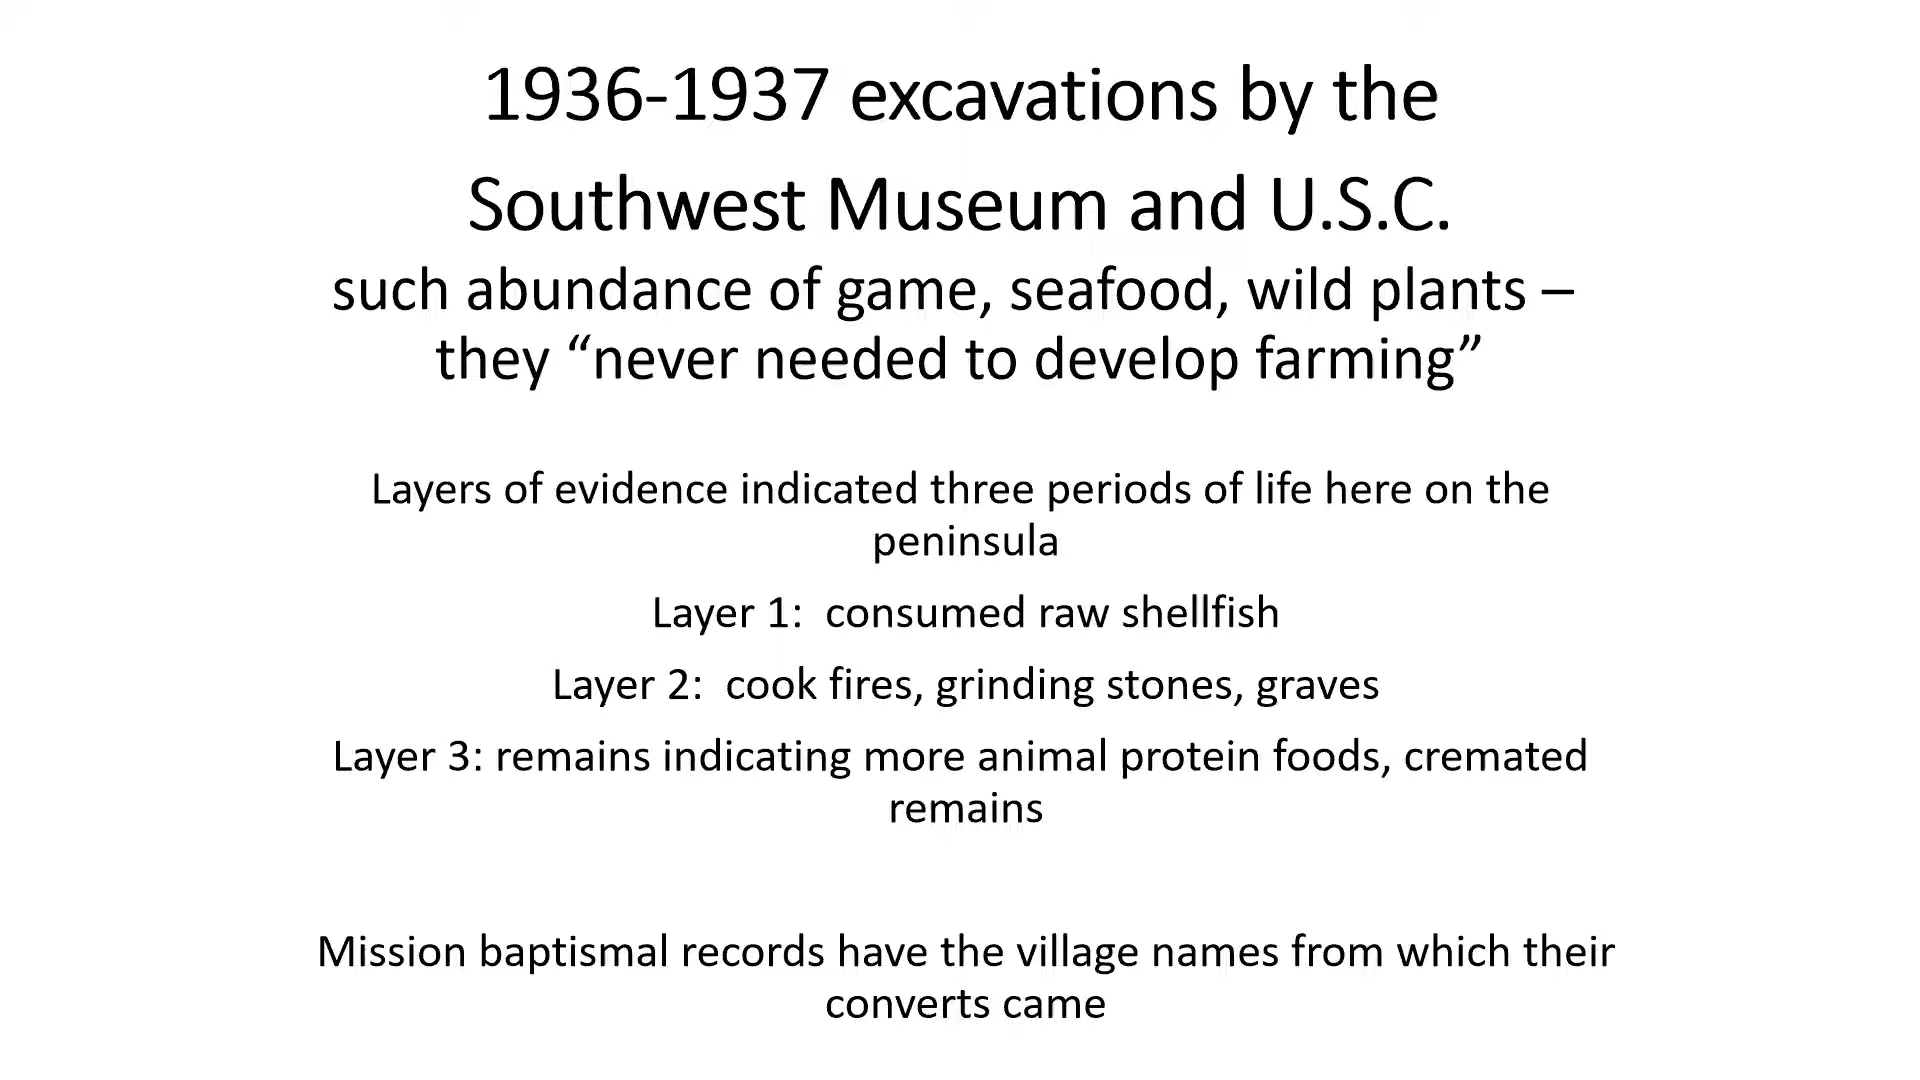 1936-1937 excavations by the
Southwest Museum and U.S.C.
such abundance of game, seafood, wild plants –
they “never needed to develop farming”
Layers of evidence indicated three periods of life here on the
peninsula
Layer 1:  consumed raw shellfish
Layer 2:  cook fires, grinding stones, graves
Layer 3: remains indicating more animal protein foods, cremated
remains
Mission baptismal records have the village names from which their
converts came